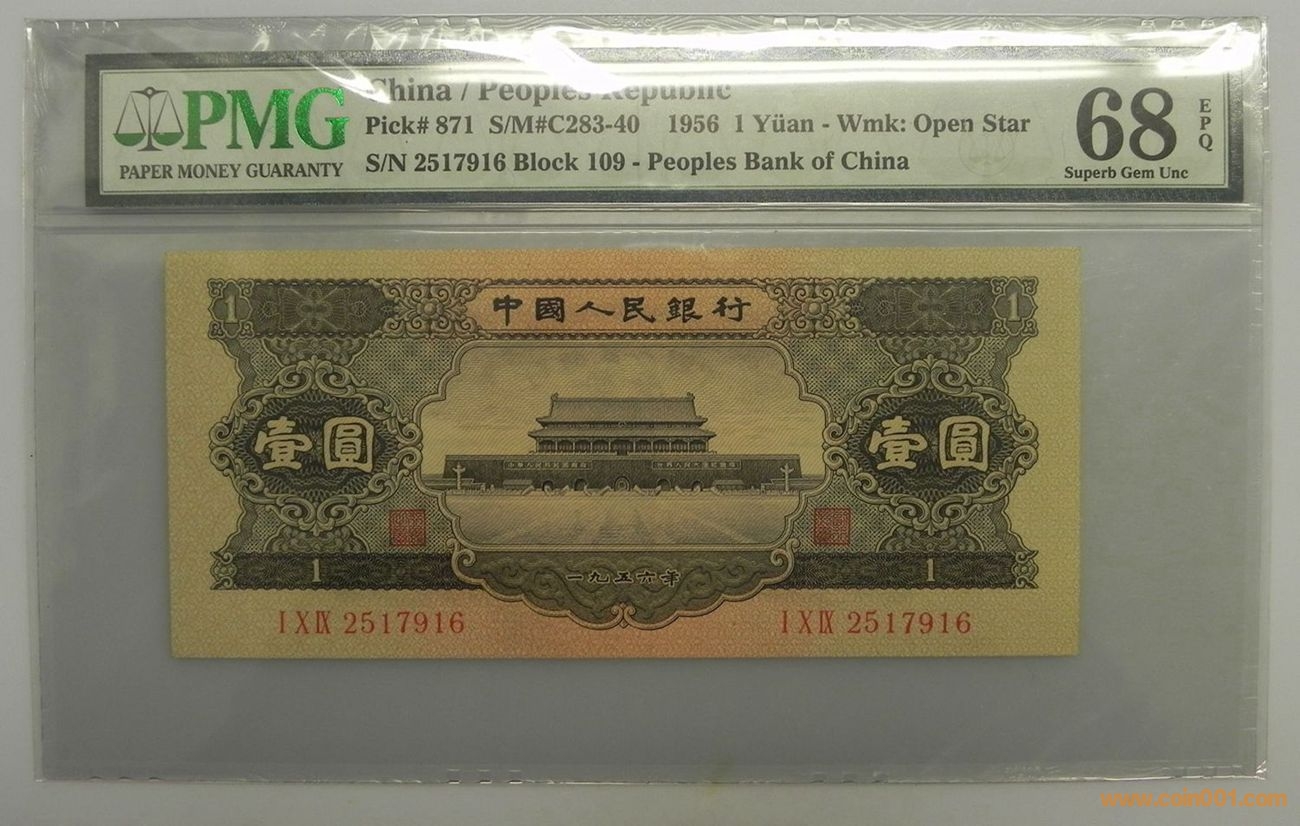 PMG
PAPER MONEY GUARANTY
China / Peoples Republic
Pick# 871 S/M#C283-40 1956 1 Yüan - Wmk: Open Star
S/N 2517916 Block 109 - Peoples Bank of China
68
EPQ
Superb Gem Unc
1 中國人民銀行 1
壹圓 壹圓
1 一九五六年 1
I X IX 2517916 I X IX 2517916
www.coin001.com